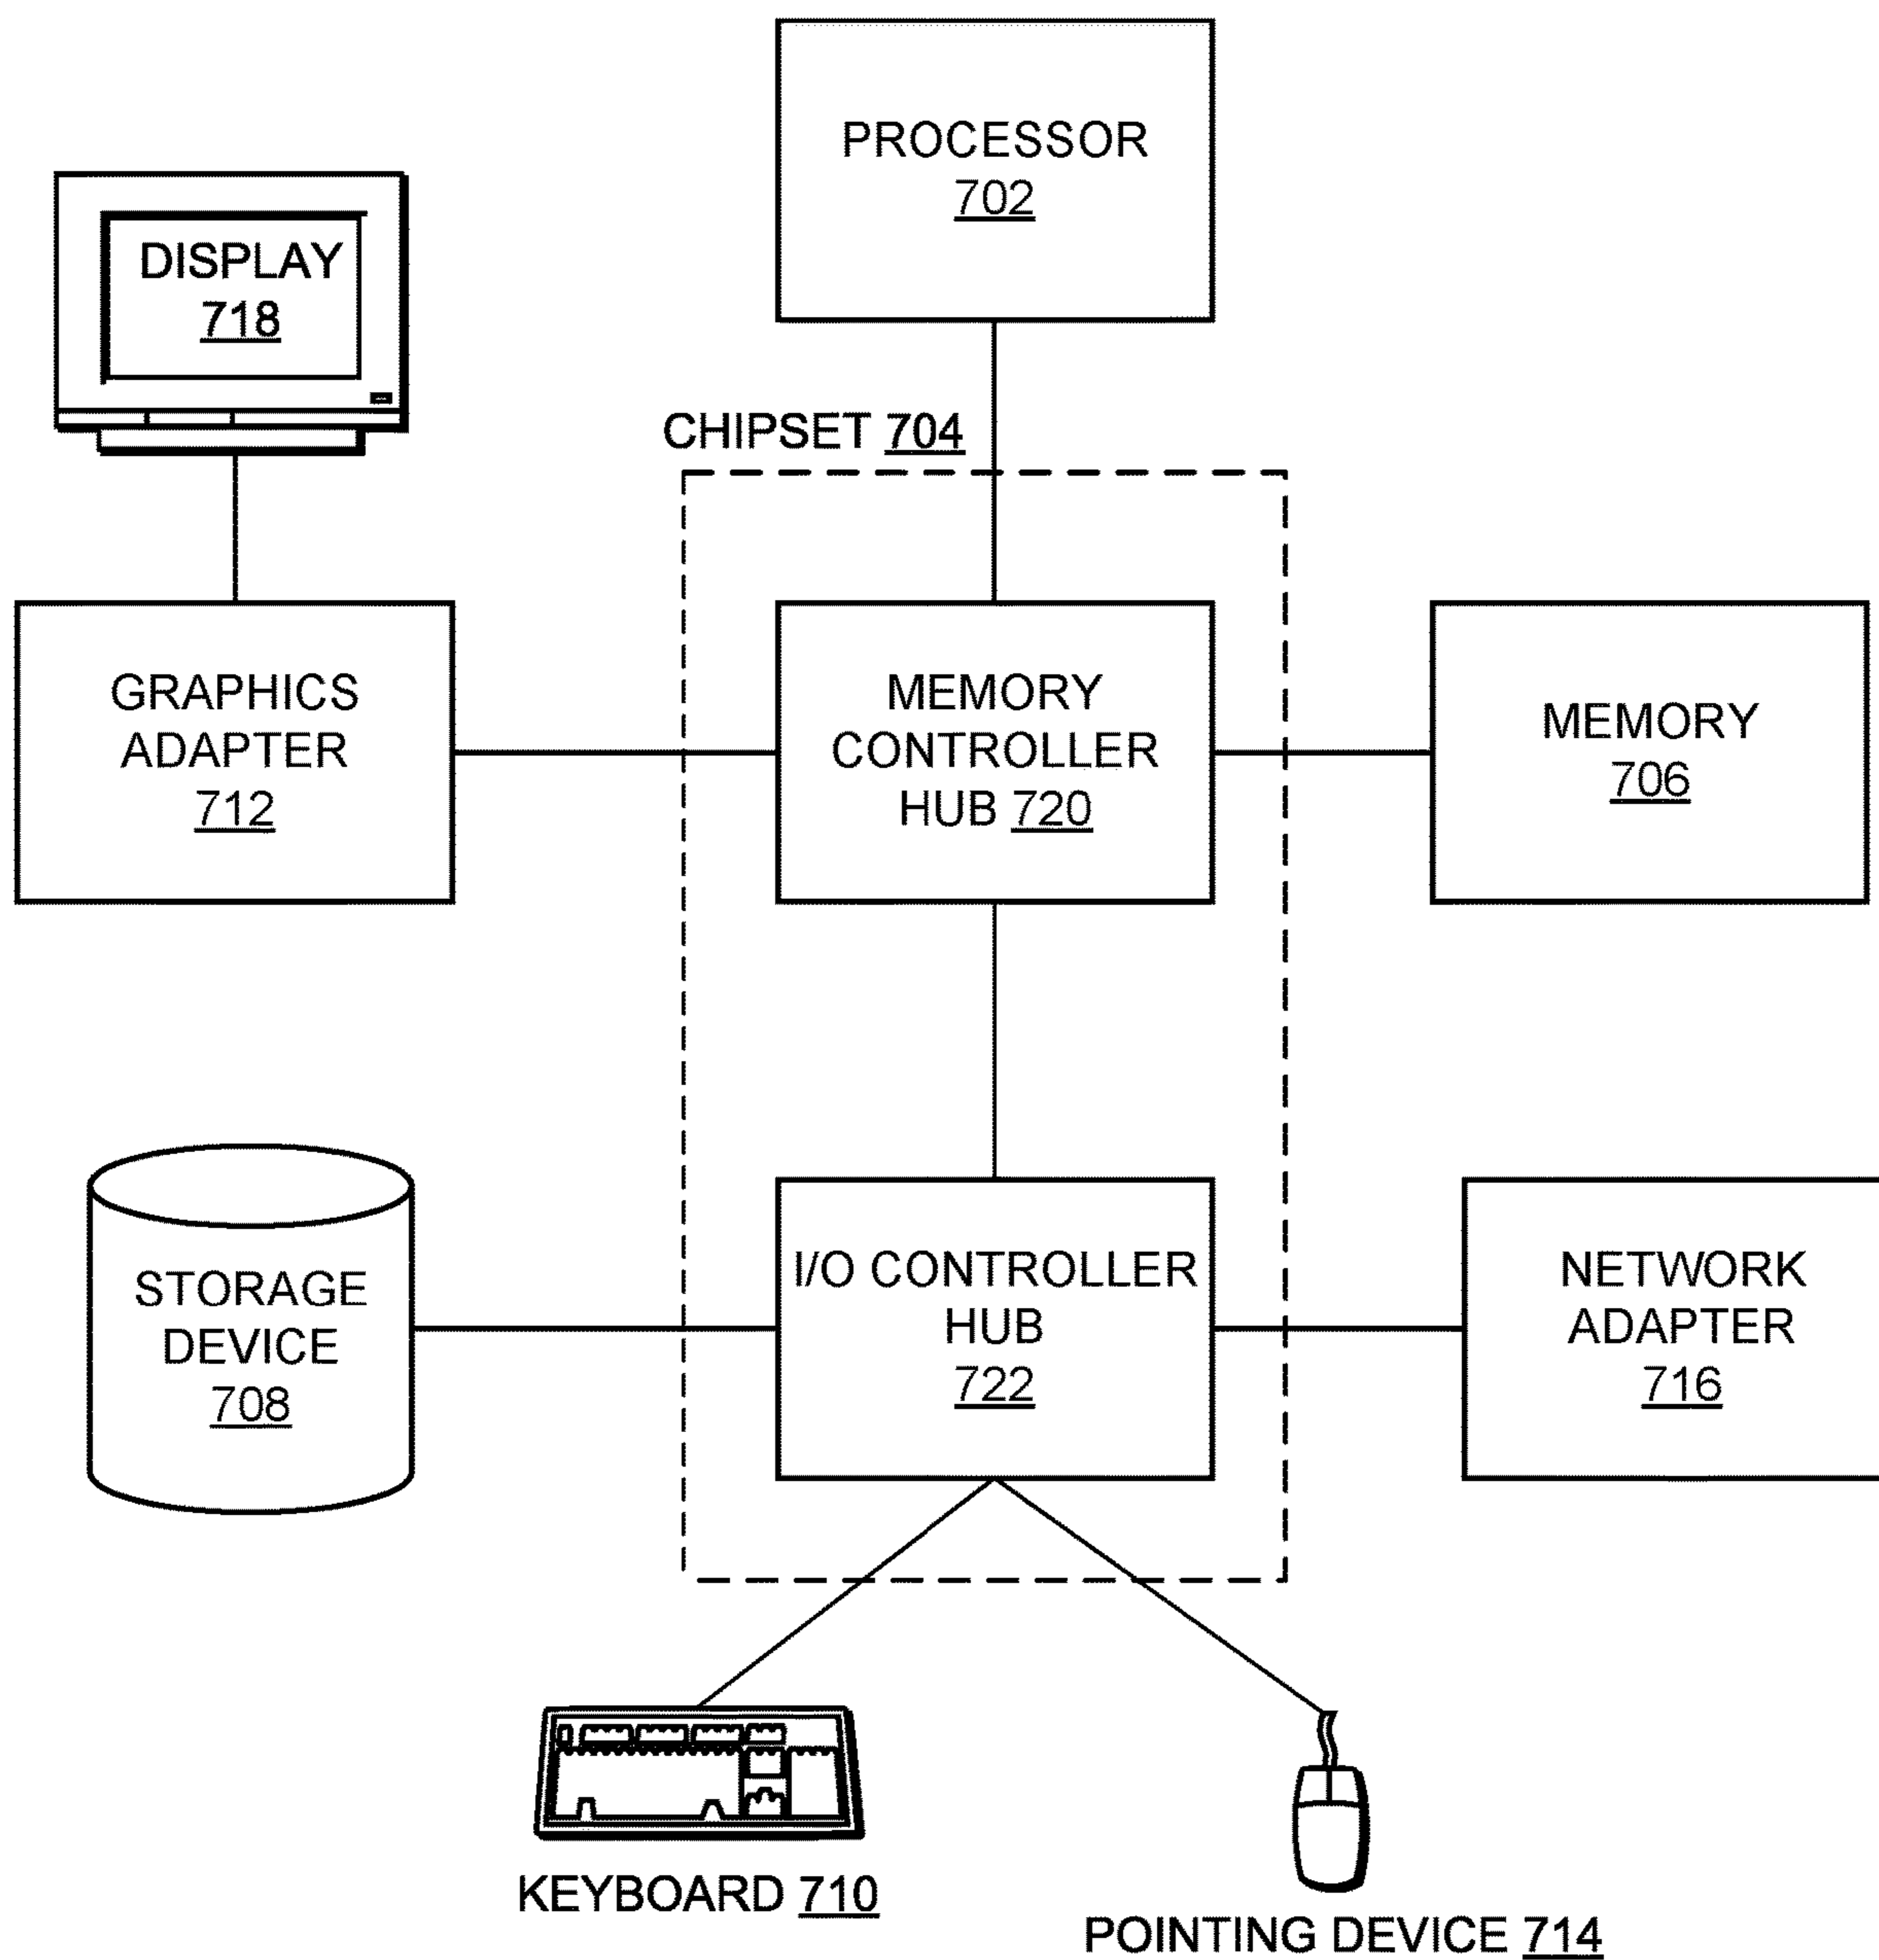 PROCESSOR
702
DISPLAY
718
CHIPSET 704
GRAPHICS
ADAPTER
712
MEMORY
CONTROLLER
HUB 720
MEMORY
706
STORAGE
DEVICE
708
I/O CONTROLLER
HUB
722
NETWORK
ADAPTER
716
KEYBOARD 710
POINTING DEVICE 714